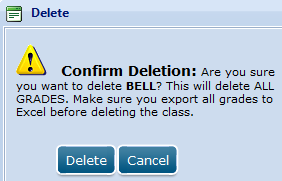 Delete
Confirm Deletion: Are you sure
you want to delete BELL? This will delete ALL
GRADES. Make sure you export all grades to
Excel before deleting the class.
Delete Cancel